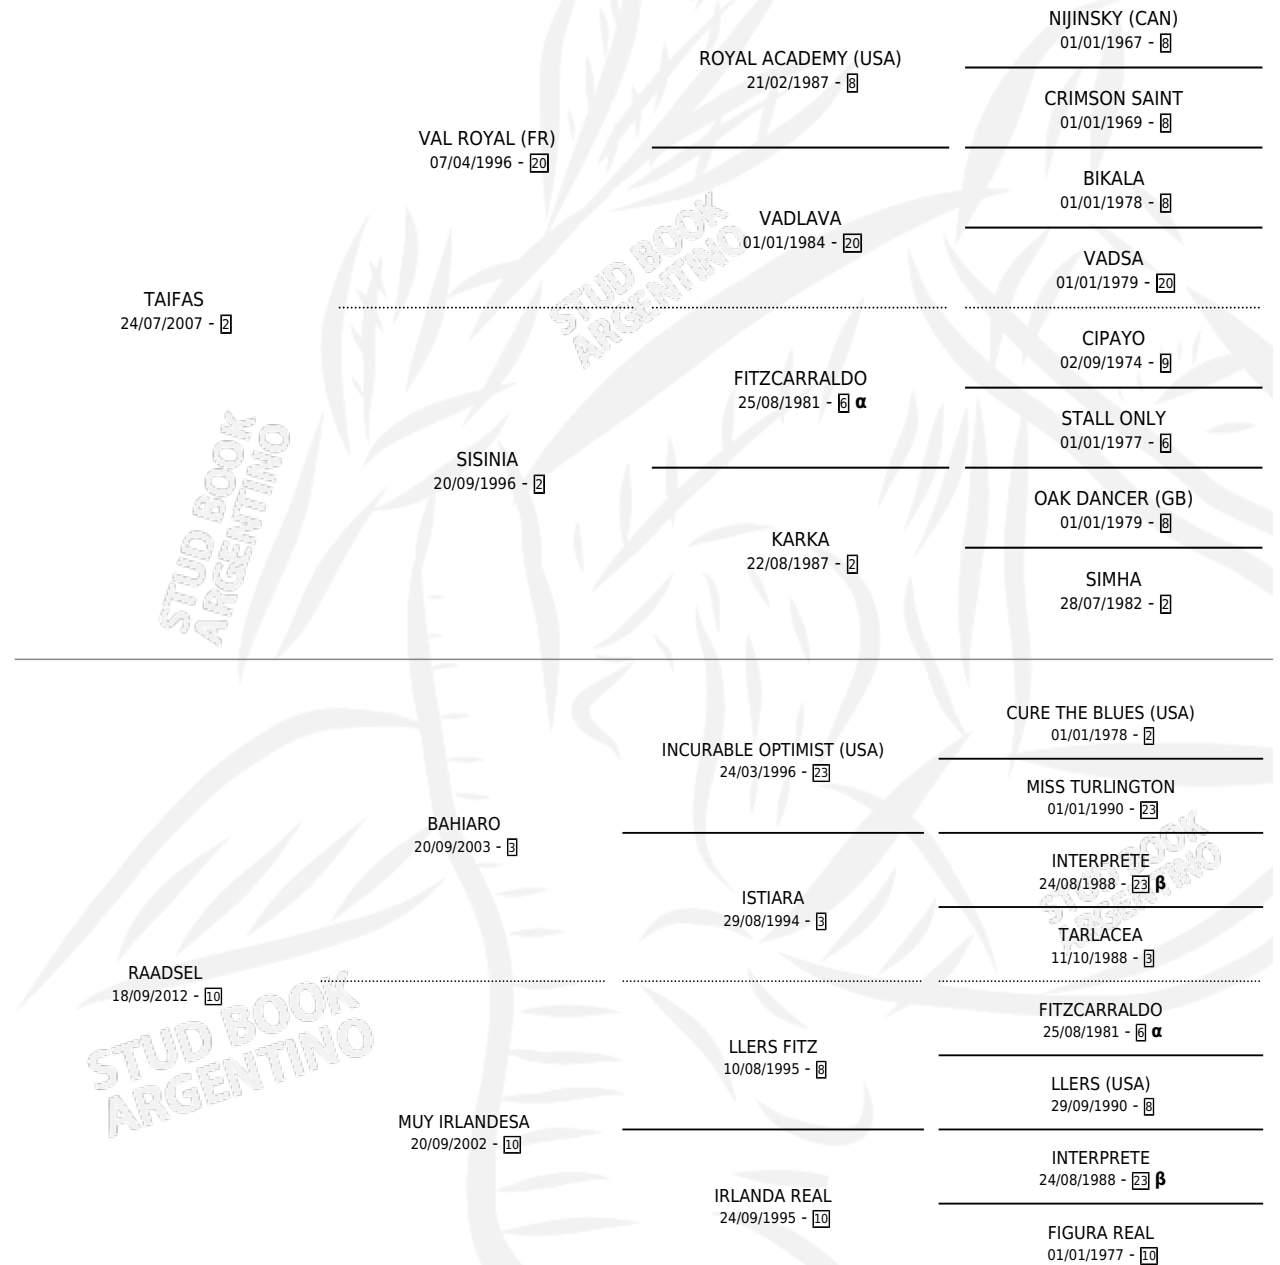 NIJINSKY (CAN)
01/01/1967 - 8
ROYAL ACADEMY (USA)
21/02/1987 - 8
CRIMSON SAINT
01/01/1969 - 8
VAL ROYAL (FR)
07/04/1996 - 20
BIKALA
01/01/1978 - 8
VADLAVA
01/01/1984 - 20
VADSA
01/01/1979 - 20
TAIFAS
24/07/2007 - 2
CIPAYO
02/09/1974 - 9
FITZCARRALDO
25/08/1981 - 6 α
STALL ONLY
01/01/1977 - 6
SISINIA
20/09/1996 - 2
OAK DANCER (GB)
01/01/1979 - 8
KARKA
22/08/1987 - 2
SIMHA
28/07/1982 - 2
CURE THE BLUES (USA)
01/01/1978 - 2
INCURABLE OPTIMIST (USA)
24/03/1996 - 23
MISS TURLINGTON
01/01/1990 - 23
BAHIARO
20/09/2003 - 3
INTERPRETE
24/08/1988 - 23 β
ISTIARA
29/08/1994 - 3
TARLACEA
11/10/1988 - 3
RAADSEL
18/09/2012 - 10
FITZCARRALDO
25/08/1981 - 6 α
LLERS FITZ
10/08/1995 - 8
LLERS (USA)
29/09/1990 - 8
MUY IRLANDESA
20/09/2002 - 10
INTERPRETE
24/08/1988 - 23 β
IRLANDA REAL
24/09/1995 - 10
FIGURA REAL
01/01/1977 - 10
STUD BOOK
ARGENTINO
STUD BOOK
ARGENTINO
STUD BOOK
ARGENTINO
STUD BOOK
ARGENTINO